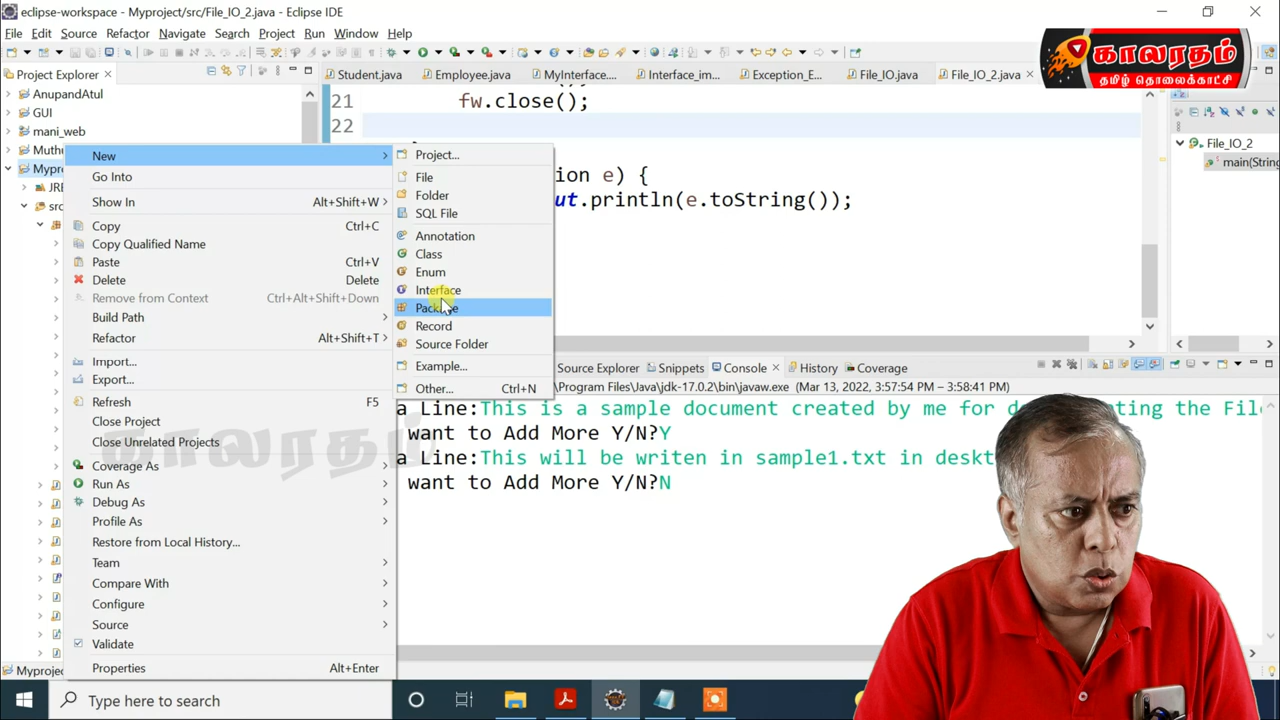 eclipse-workspace - Myproject/src/File_IO_2.java - Eclipse IDE
File Edit Source Refactor Navigate Search Project Run Window Help
காலரதம்
தமிழ் தொலைக்காட்சி
Project Explorer
Student.java
Employee.java
MyInterface....
Interface_im...
Exception_E...
File_IO.java
File_IO_2.java
AnupandAtul
GUI
mani_web
Muthu
Myproje
JRE
src
21 fw.close();
22
ion e) {
ut.println(e.toString());
File_IO_2
main(String
New
Go Into
Show In Alt+Shift+W
Copy Ctrl+C
Copy Qualified Name
Paste Ctrl+V
Delete Delete
Remove from Context Ctrl+Alt+Shift+Down
Build Path
Refactor Alt+Shift+T
Import...
Export...
Refresh F5
Close Project
Close Unrelated Projects
Coverage As
Run As
Debug As
Profile As
Restore from Local History...
Team
Compare With
Configure
Source
Validate
Properties Alt+Enter
Project...
File
Folder
SQL File
Annotation
Class
Enum
Interface
Package
Record
Source Folder
Example...
Other... Ctrl+N
Source Explorer
Snippets
Console
History
Coverage
\Program Files\Java\jdk-17.0.2\bin\javaw.exe (Mar 13, 2022, 3:57:54 PM – 3:58:41 PM)
a Line:This is a sample document created by me for de
ting the File
want to Add More Y/N?Y
a Line:This will be writen in sample1.txt in deskt
want to Add More Y/N?N
காலரதம்
Myproje
Type here to search